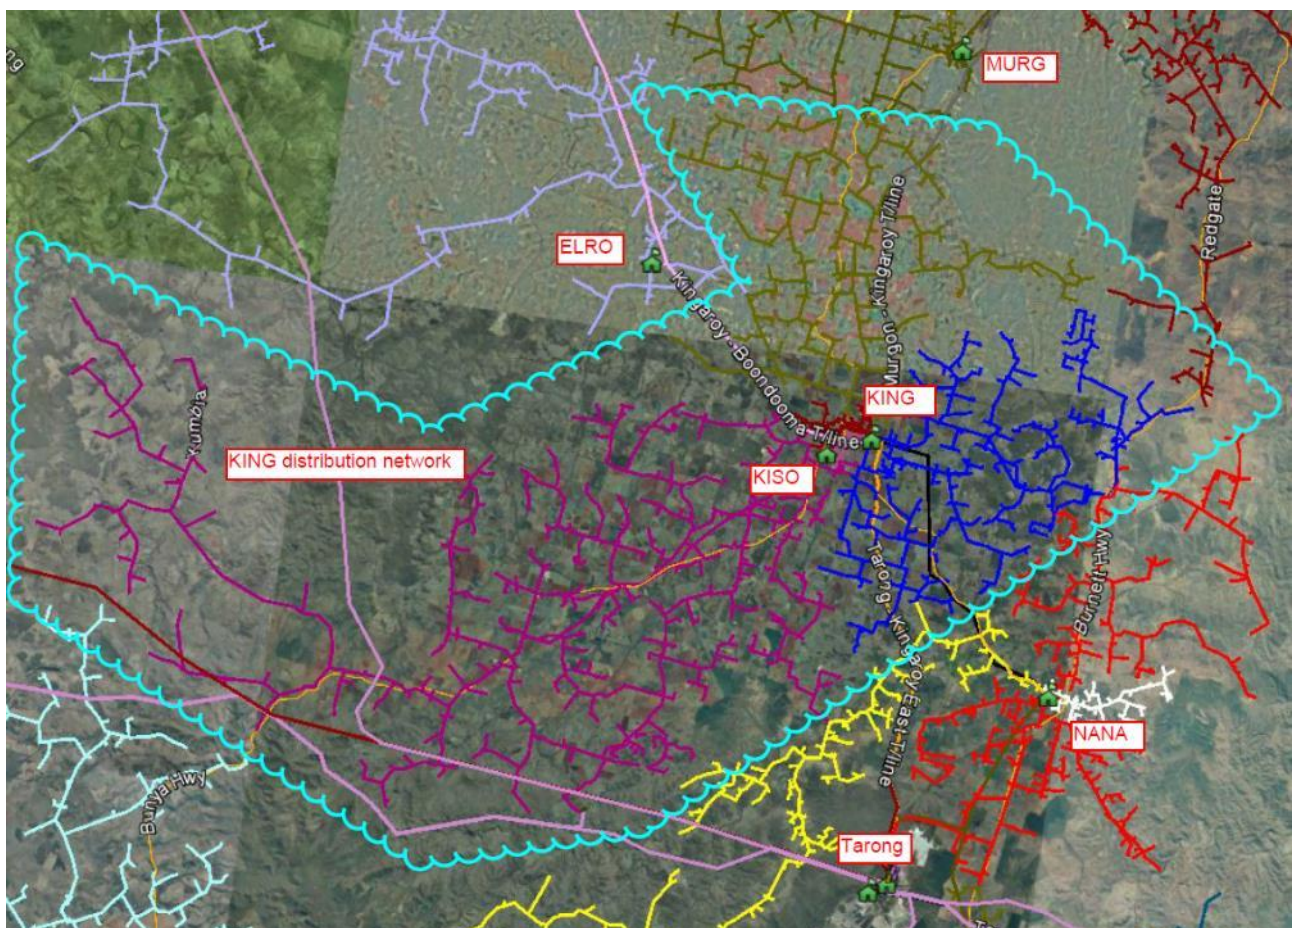 ng
MURG
Redgate
ELRO
Kingaroy - Boondooma T/line
Murgon - Kingaroy T/line
KING
Kumbia
KING distribution network
KISO
Tarong
Kingaroy East T/line
Burnett Hwy
NANA
Bunya Hwy
Tarong